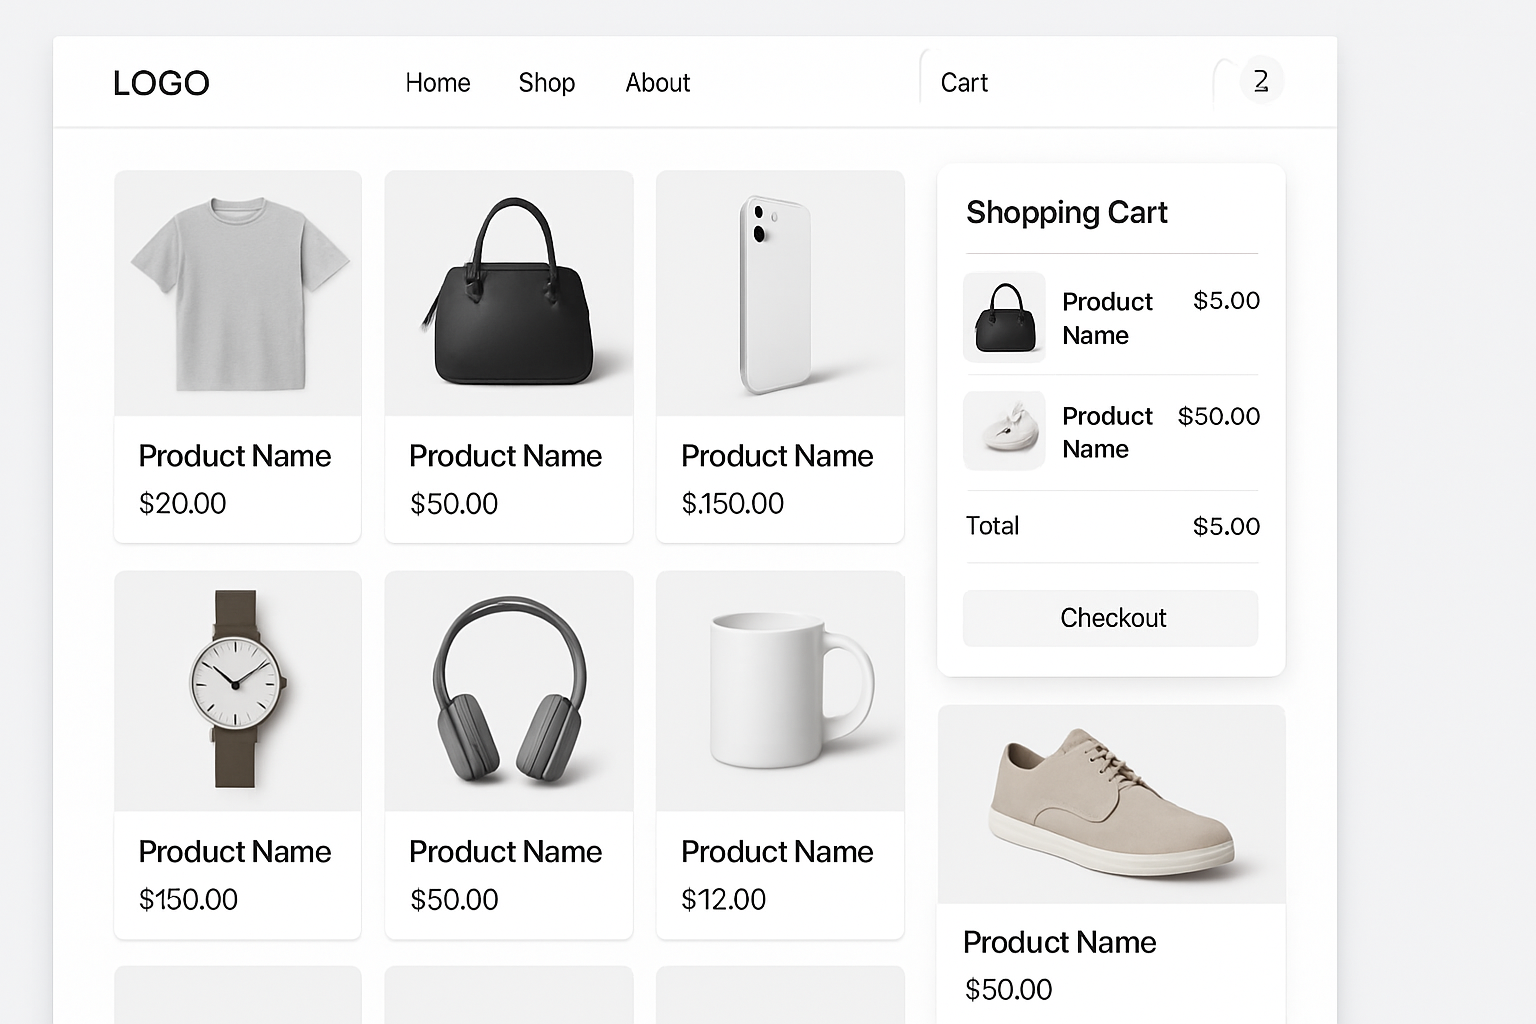 LOGO
Home
Shop
About
Cart
2
Product Name
$20.00
Product Name
$50.00
Product Name
$.150.00
Shopping Cart
Product
Name
$5.00
Product
Name
$50.00
Total
$5.00
Checkout
Product Name
$150.00
Product Name
$50.00
Product Name
$12.00
Product Name
$50.00